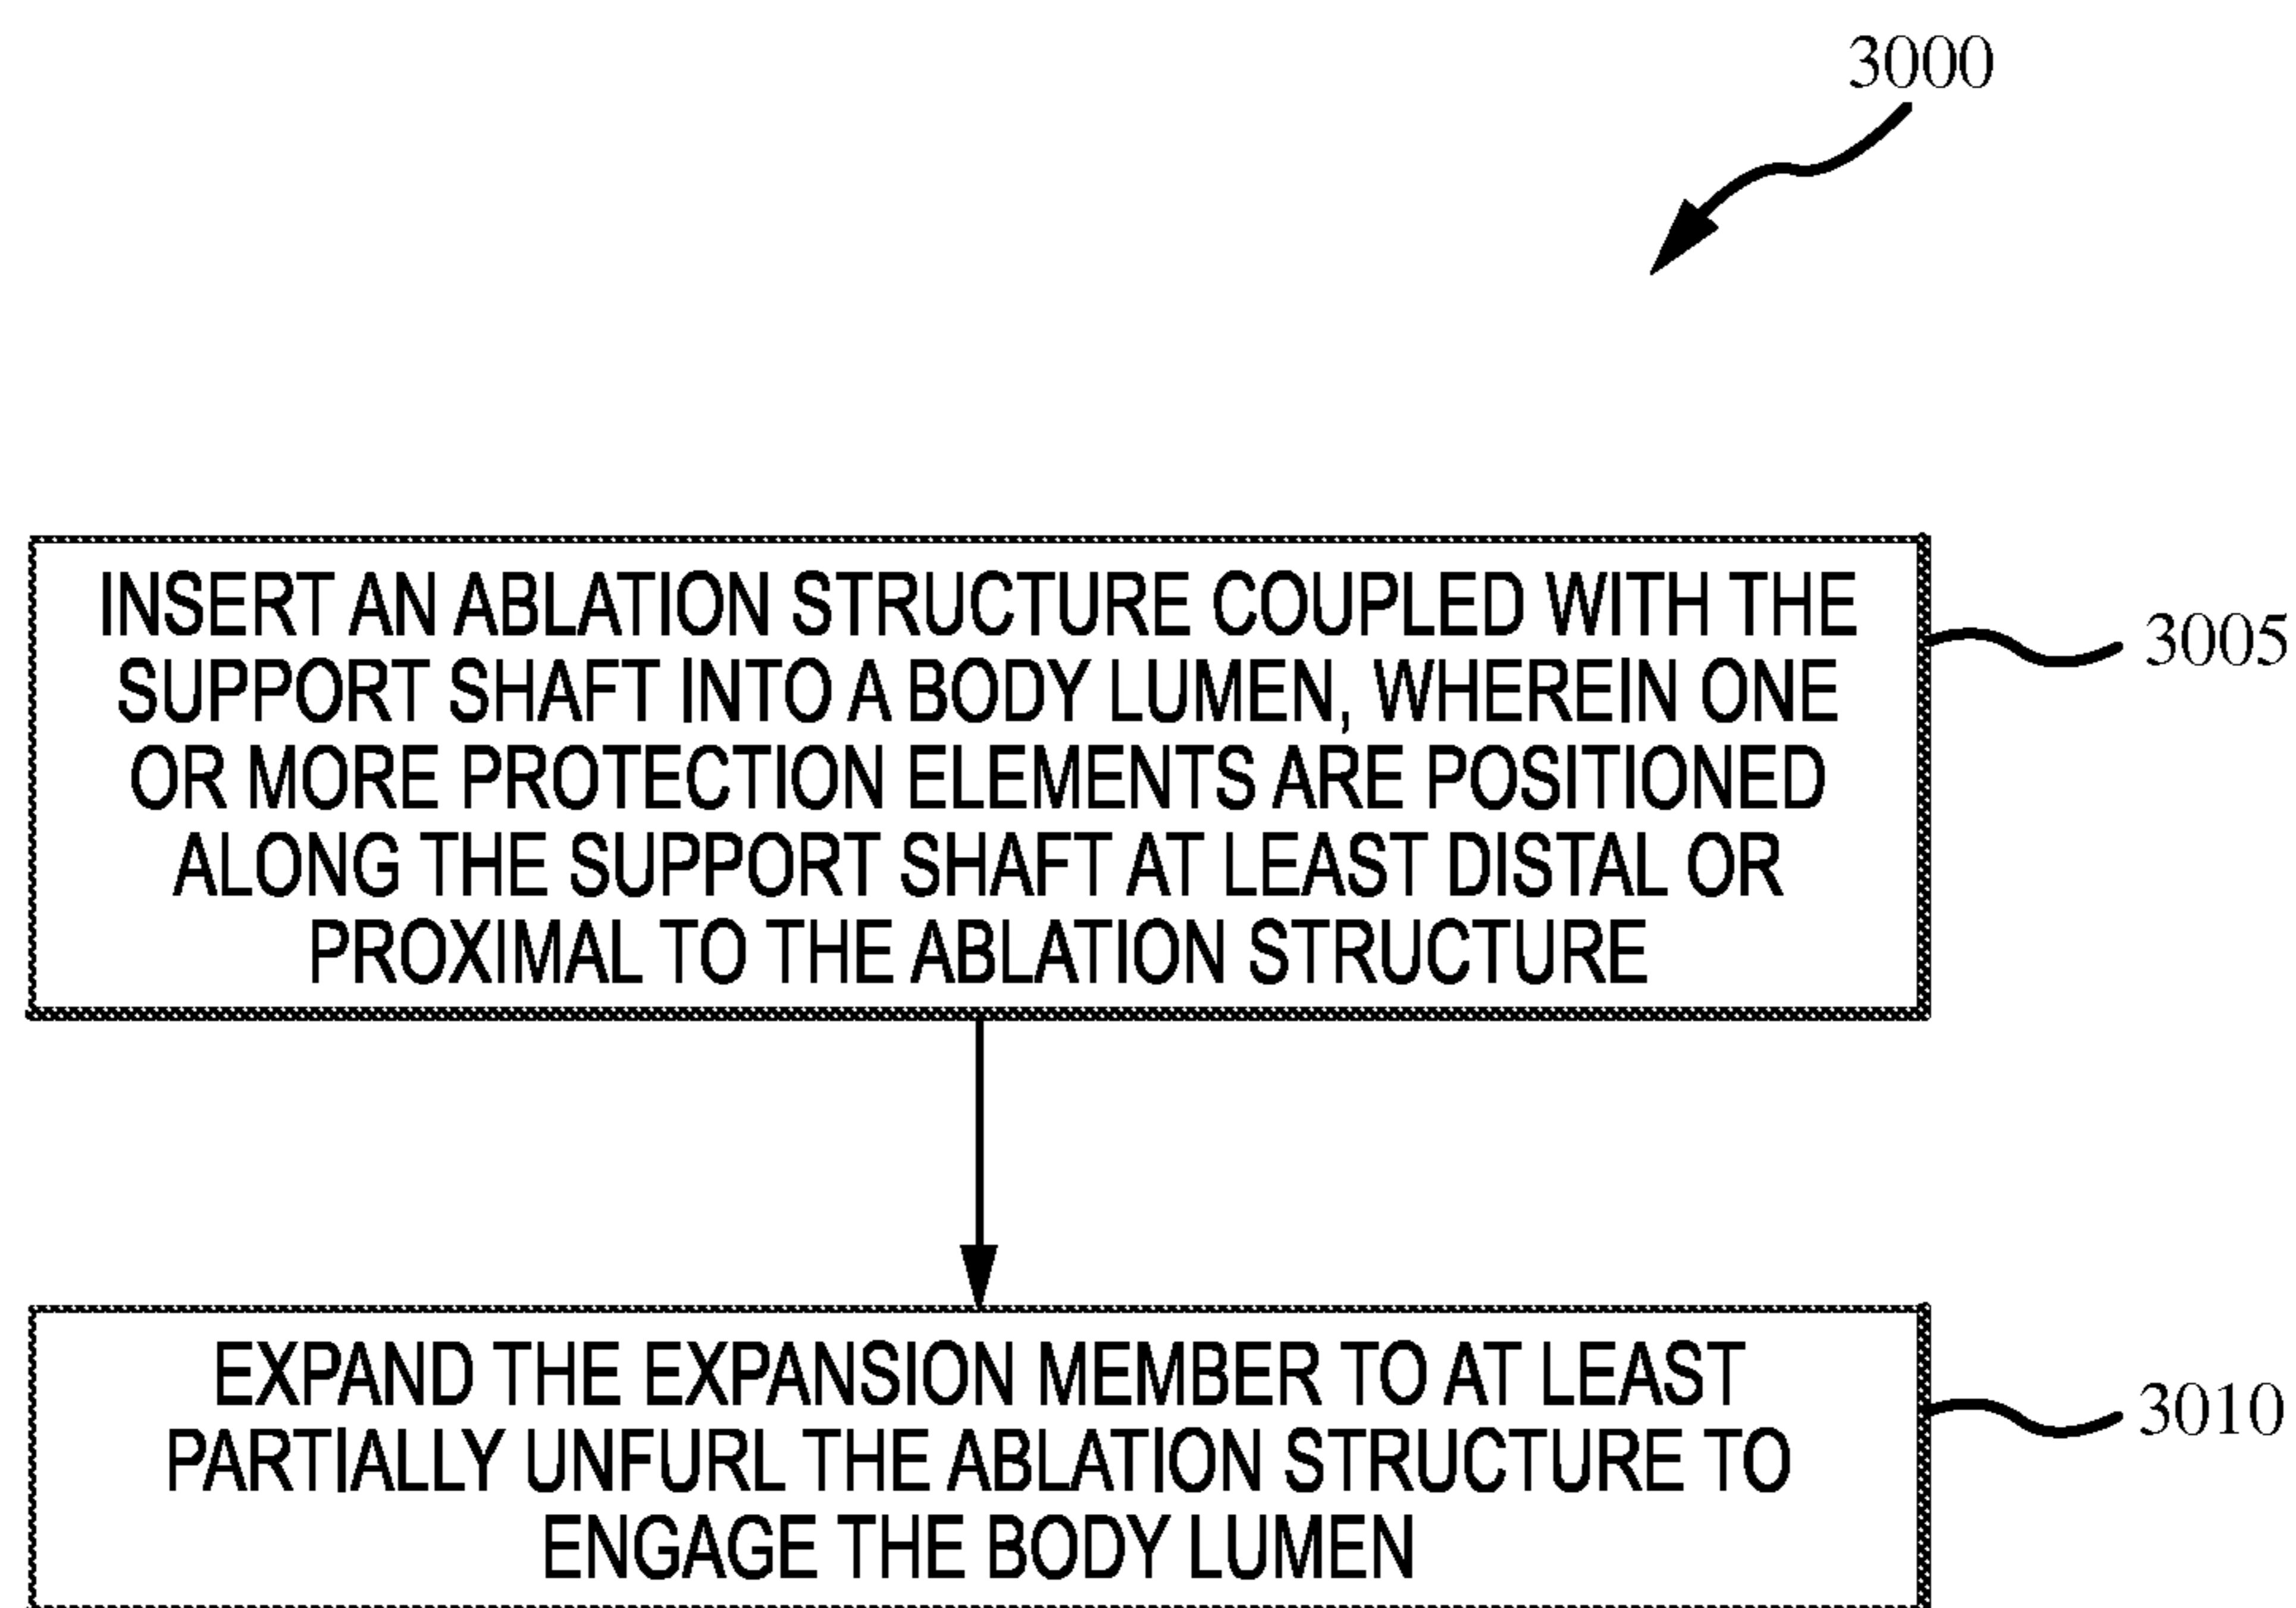 3000
INSERT AN ABLATION STRUCTURE COUPLED WITH THE
SUPPORT SHAFT INTO A BODY LUMEN, WHEREIN ONE
OR MORE PROTECTION ELEMENTS ARE POSITIONED
ALONG THE SUPPORT SHAFT AT LEAST DISTAL OR
PROXIMAL TO THE ABLATION STRUCTURE
3005
EXPAND THE EXPANSION MEMBER TO AT LEAST
PARTIALLY UNFURL THE ABLATION STRUCTURE TO
ENGAGE THE BODY LUMEN
3010